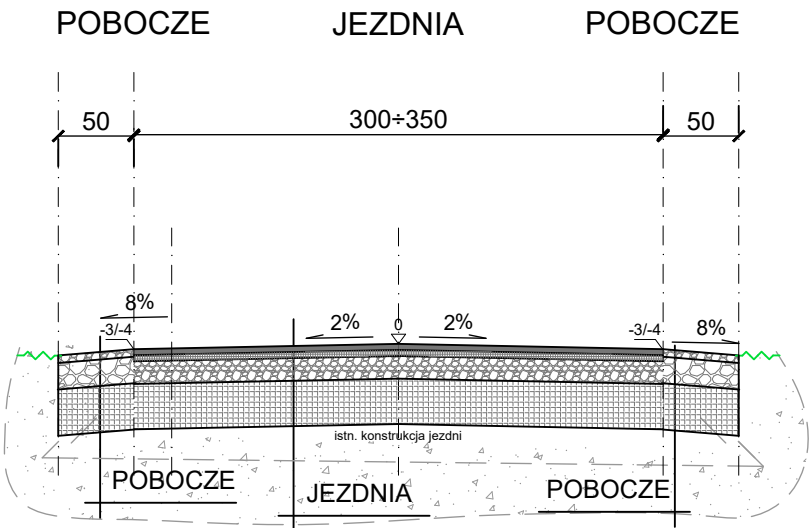 POBOCZE JEZDNIA POBOCZE
50 300÷350 50
8%
-3/-4 2% 0 2% -3/-4 8%
istn. konstrukcja jezdni
POBOCZE JEZDNIA POBOCZE